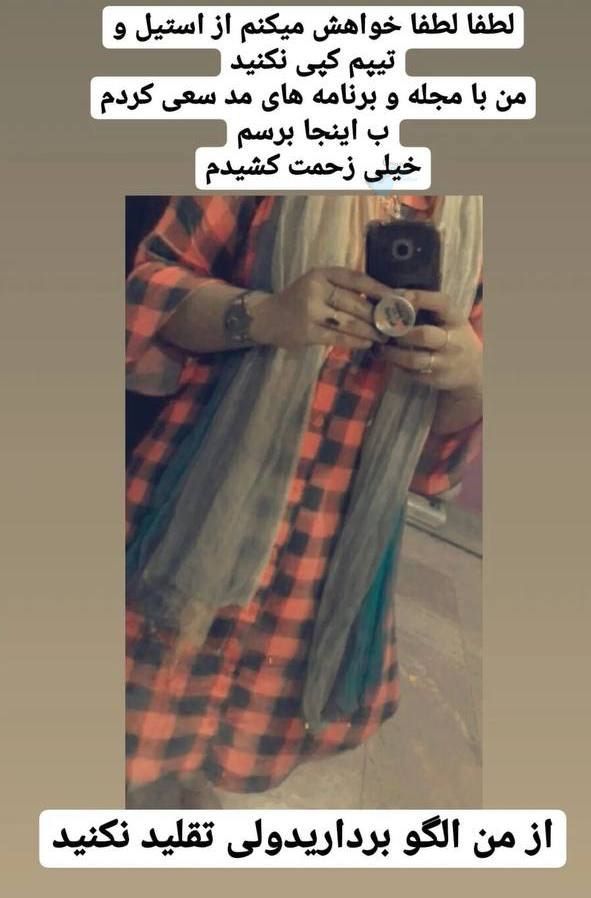 لطفا لطفا خواهش میکنم از استیل و
تیپم کپی نکنید
من با مجله و برنامه های مد سعی کردم
ب اینجا برسم
خیلی زحمت کشیدم
از من الگو برداریدولی تقلید نکنید